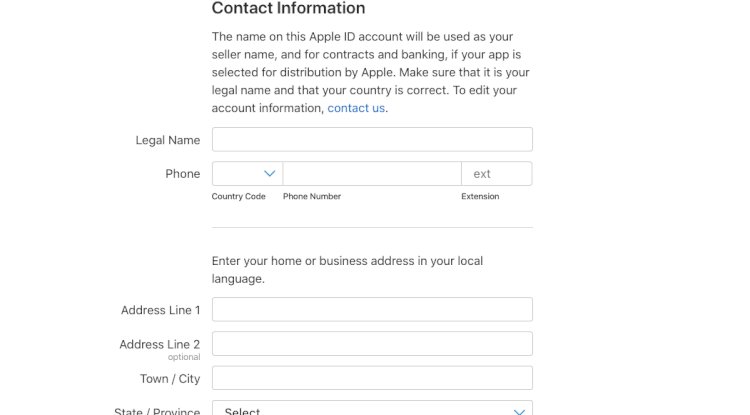 Contact Information
The name on this Apple ID account will be used as your
seller name, and for contracts and banking, if your app is
selected for distribution by Apple. Make sure that it is your
legal name and that your country is correct. To edit your
account information, contact us.
Legal Name
Phone ext
Country Code Phone Number Extension
Enter your home or business address in your local
language.
Address Line 1
Address Line 2
optional
Town / City
State / Province Select